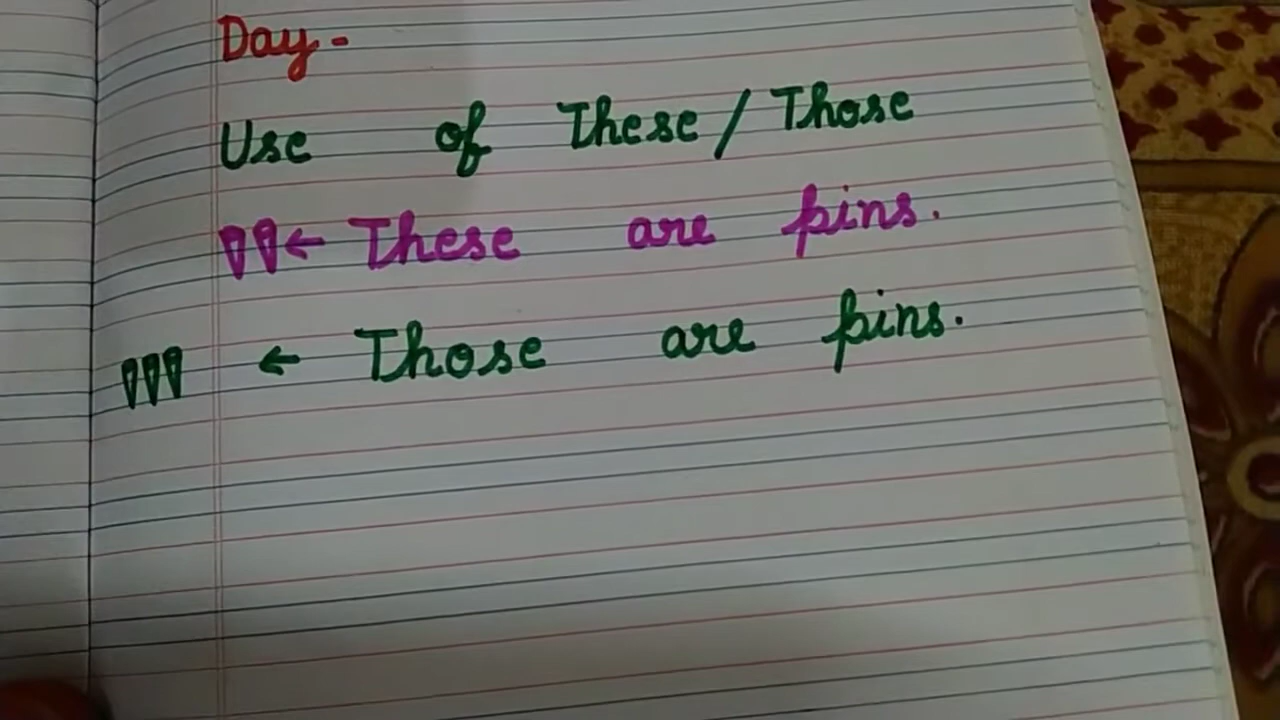 Day -
Use of These / Those
← These are pins.
← Those are pins.